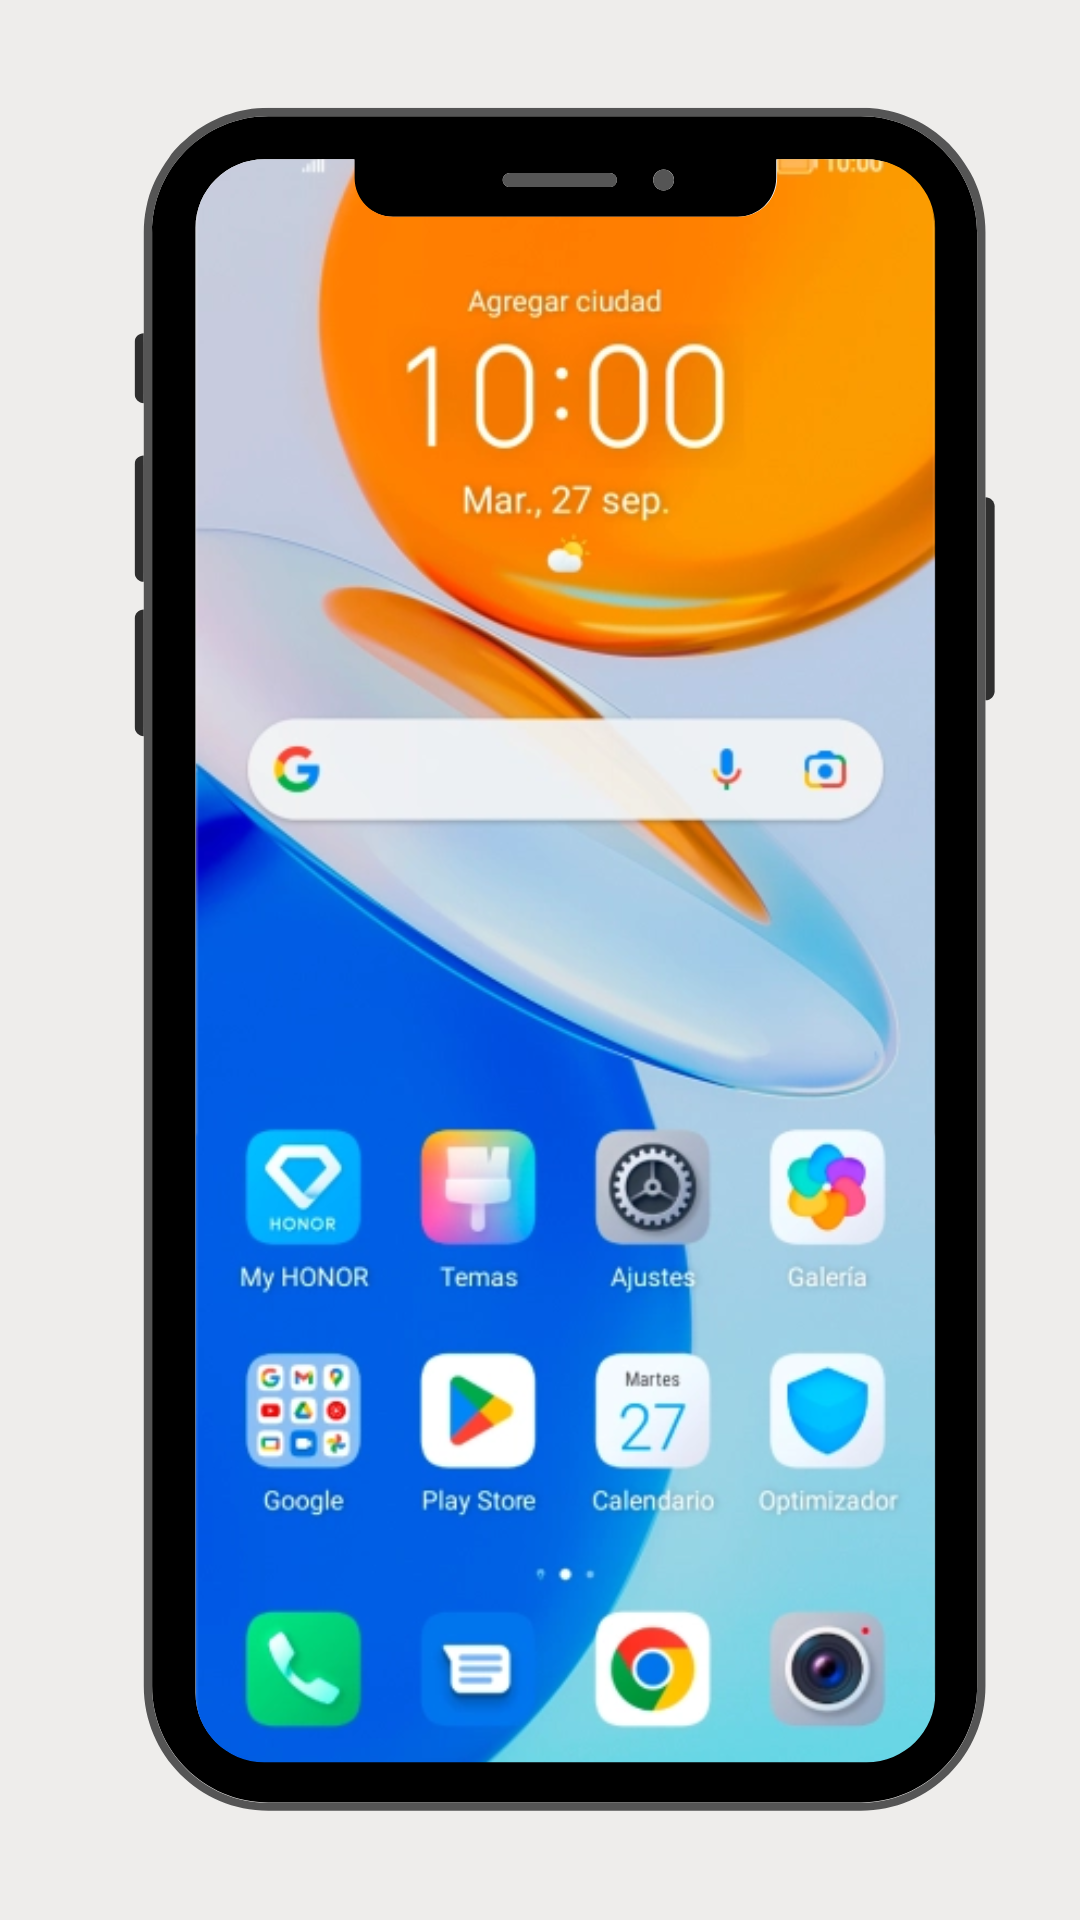 10:00
Agregar ciudad
10:00
Mar., 27 sep.
HONOR
My HONOR
Temas
Ajustes
Galería
Martes
27
Google
Play Store
Calendario
Optimizador